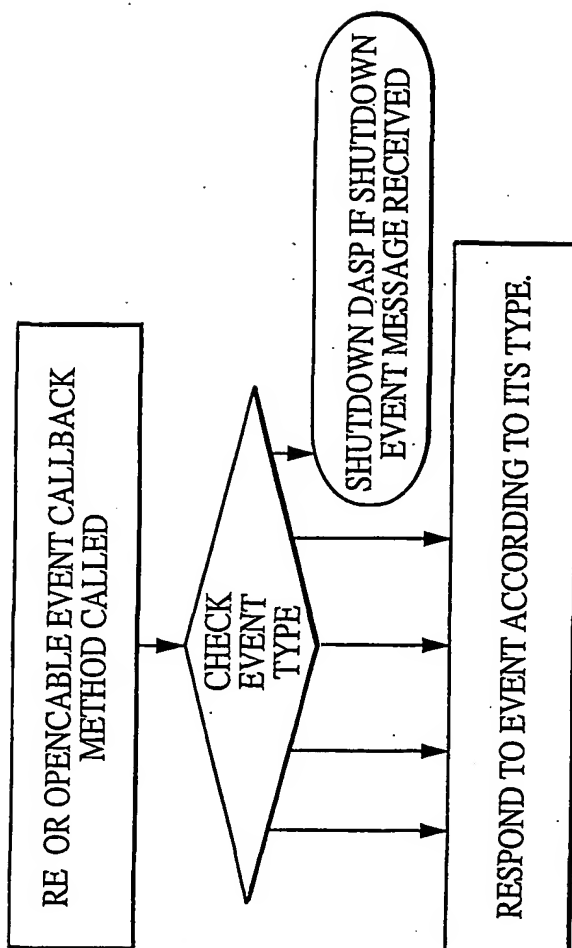 RE OR OPENCABLE EVENT CALLBACK
METHOD CALLED
CHECK
EVENT
TYPE
SHUTDOWN DASP IF SHUTDOWN
EVENT MESSAGE RECEIVED
RESPOND TO EVENT ACCORDING TO ITS TYPE.